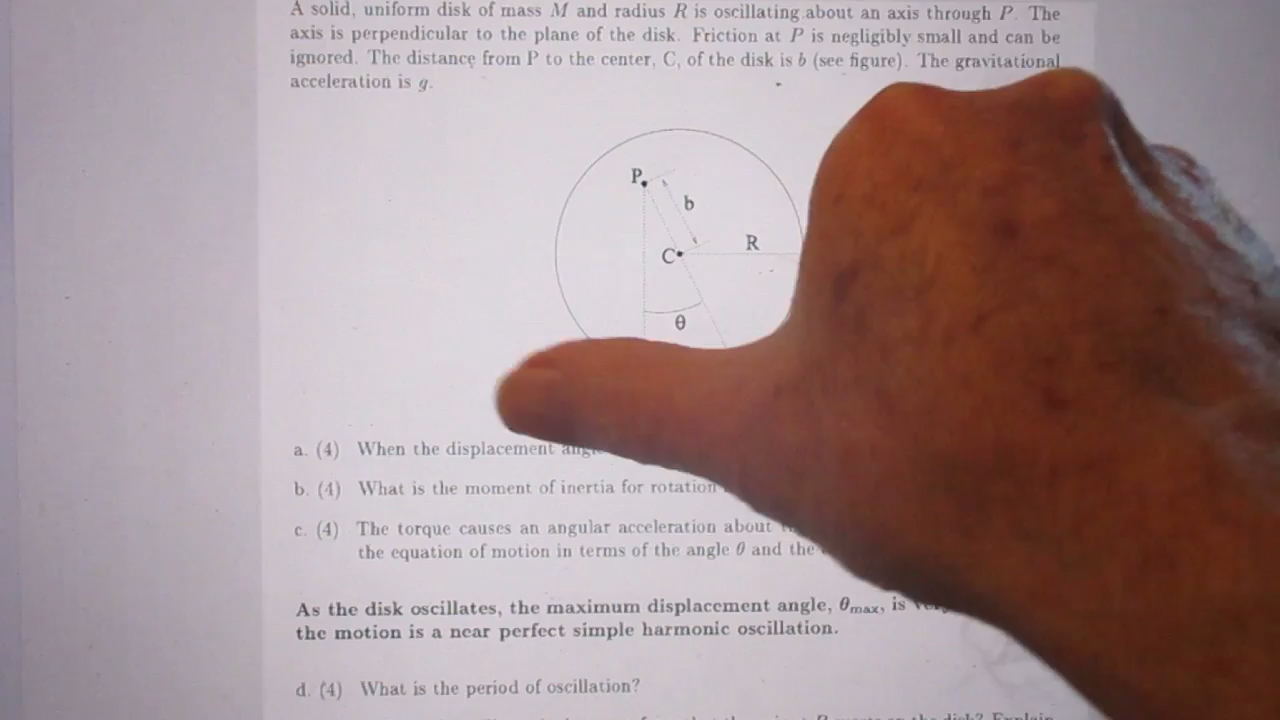 A solid, uniform disk of mass M and radius R is oscillating about an axis through P. The
axis is perpendicular to the plane of the disk. Friction at P is negligibly small and can be
ignored. The distance from P to the center, C, of the disk is b (see figure). The gravitational
acceleration is g.
P
b
C
R
θ
a. (4) When the displacement
b. (4) What is the moment of inertia for rotation
c. (4) The torque causes an angular acceleration about
the equation of motion in terms of the angle θ and the
As the disk oscillates, the maximum displacement angle, θmax, is
the motion is a near perfect simple harmonic oscillation.
d. (4) What is the period of oscillation?